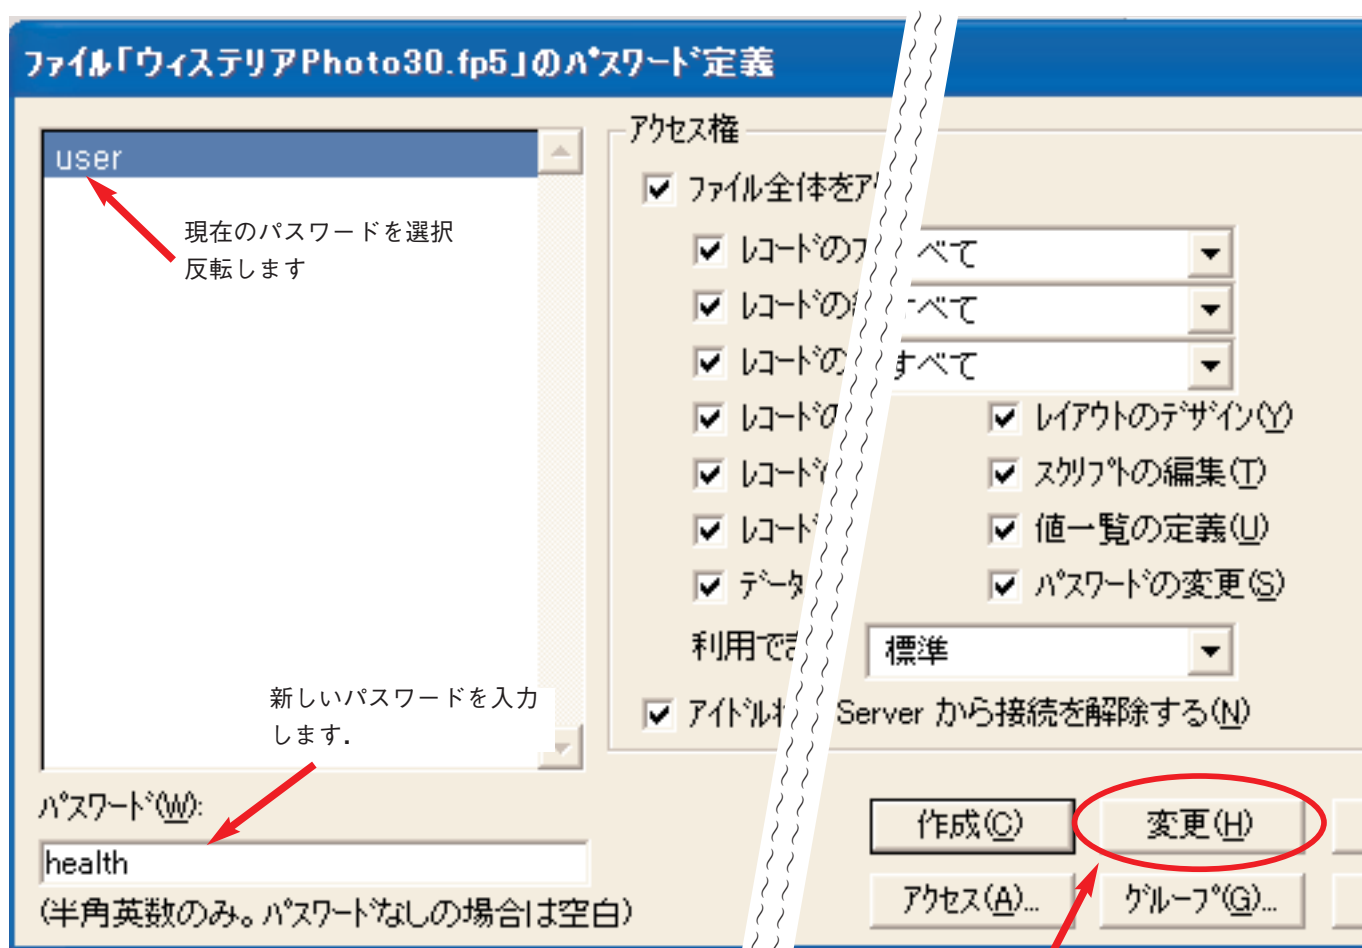 ファイル「ウィステリアPhoto30.fp5」のパスワード定義
user
現在のパスワードを選択
反転します
新しいパスワードを入力
します.
パスワード(W):
health
(半角英数のみ。パスワードなしの場合は空白)
アクセス権
ファイル全体をア
レコードの
べて
レコードの
すべて
レコードの
すべて
レコードの
レイアウトのデザイン(Y)
レコード
スクリプトの編集(T)
レコード
値一覧の定義(U)
データ
パスワードの変更(S)
利用でき
標準
アイドル
Server から接続を解除する(N)
作成(C)
変更(H)
アクセス(A)...
グループ(G)...